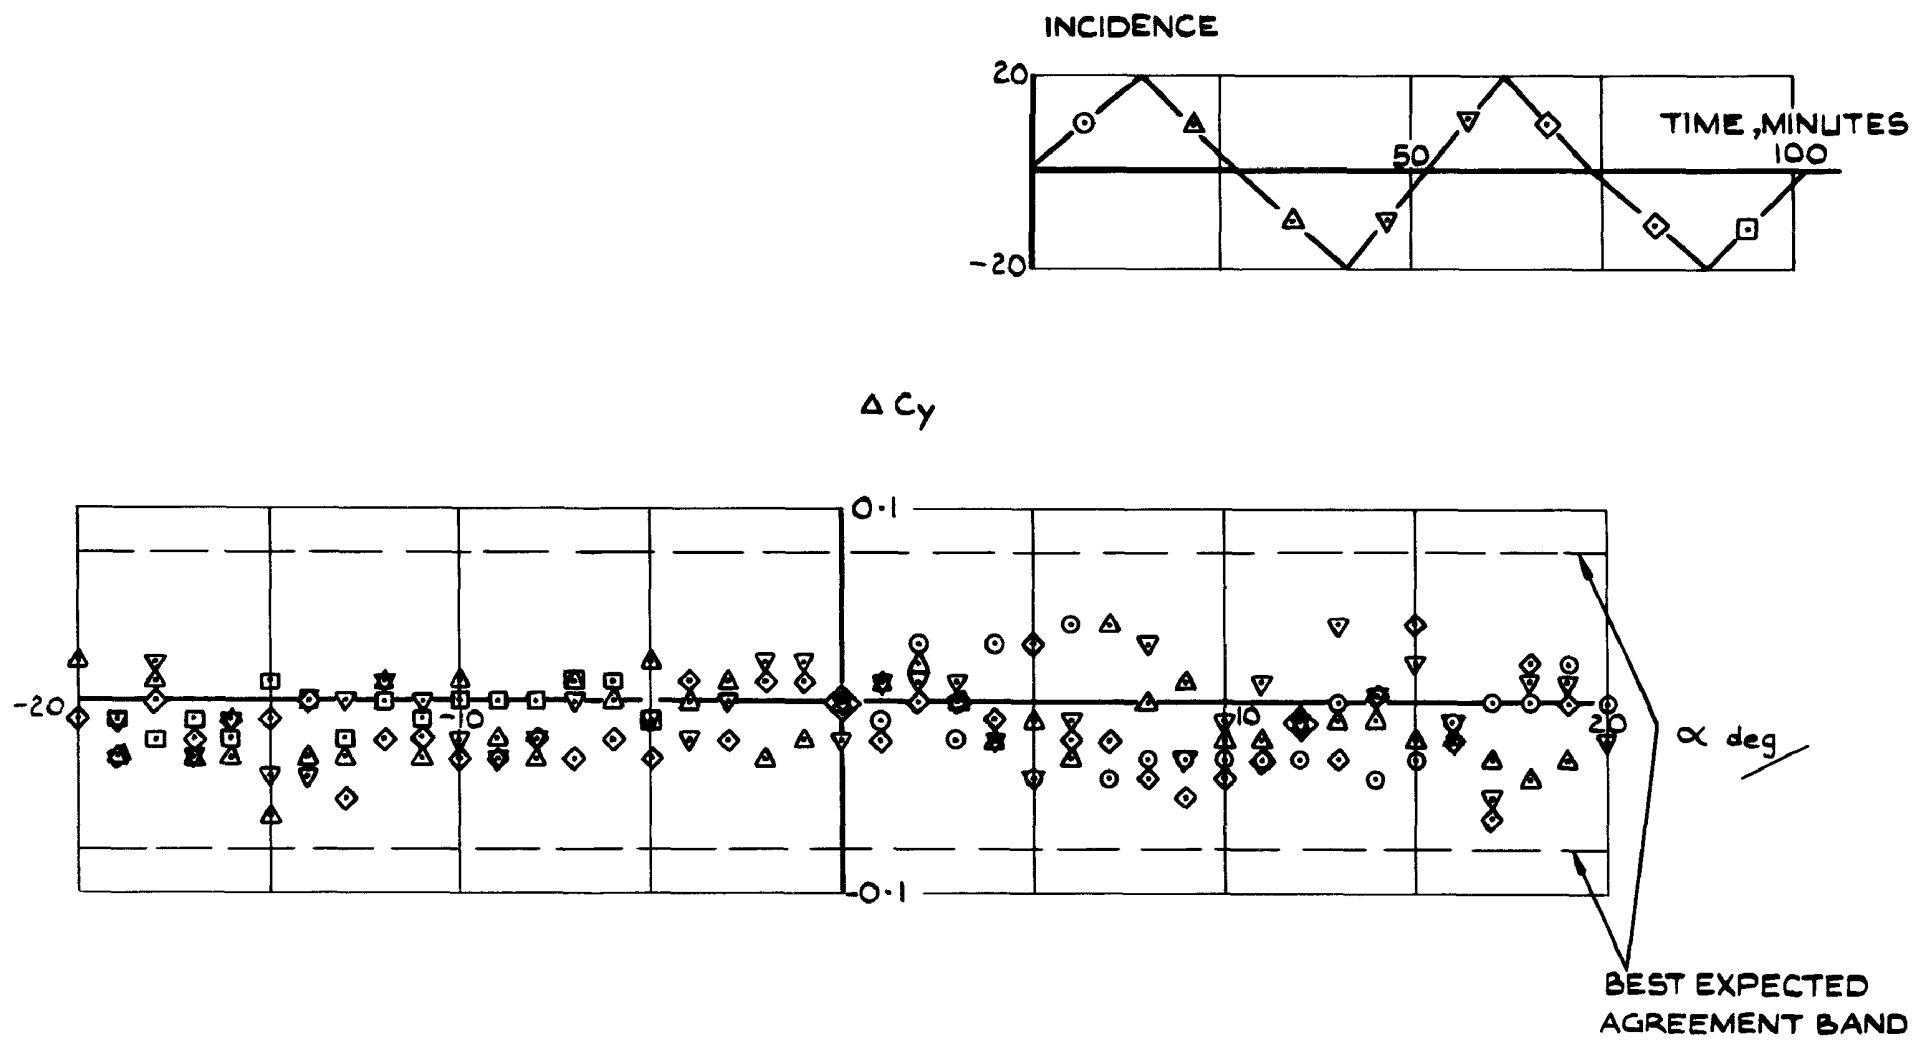 INCIDENCE
20
TIME, MINUTES
50
100
-20
Δ Cy
0.1
-20
-10
10
20
α deg
-0.1
BEST EXPECTED
AGREEMENT BAND